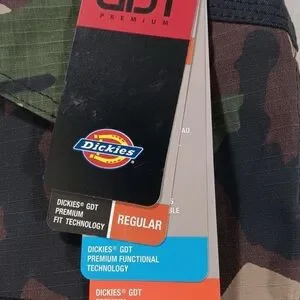 GDT
PREMIUM
Dickies
DICKIES® GDT
PREMIUM
FIT TECHNOLOGY
REGULAR
DICKIES® GDT
PREMIUM FUNCTIONAL
TECHNOLOGY
DICKIES® GDT